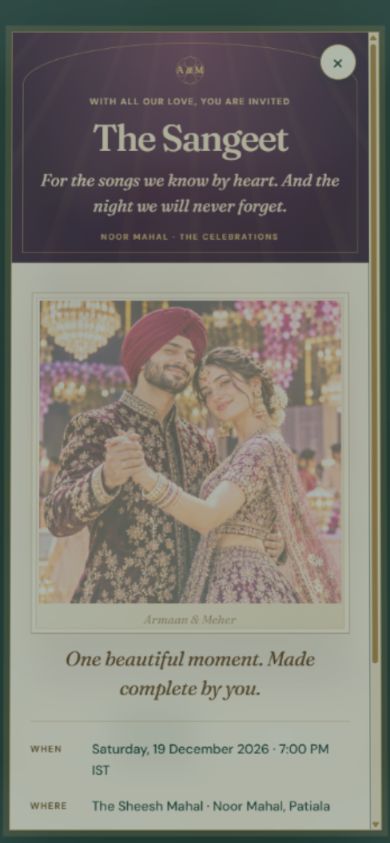 A&M
WITH ALL OUR LOVE, YOU ARE INVITED
The Sangeet
For the songs we know by heart. And the
night we will never forget.
NOOR MAHAL · THE CELEBRATIONS
Armaan & Meher
One beautiful moment. Made
complete by you.
WHEN
Saturday, 19 December 2026 · 7:00 PM
IST
WHERE
The Sheesh Mahal · Noor Mahal, Patiala